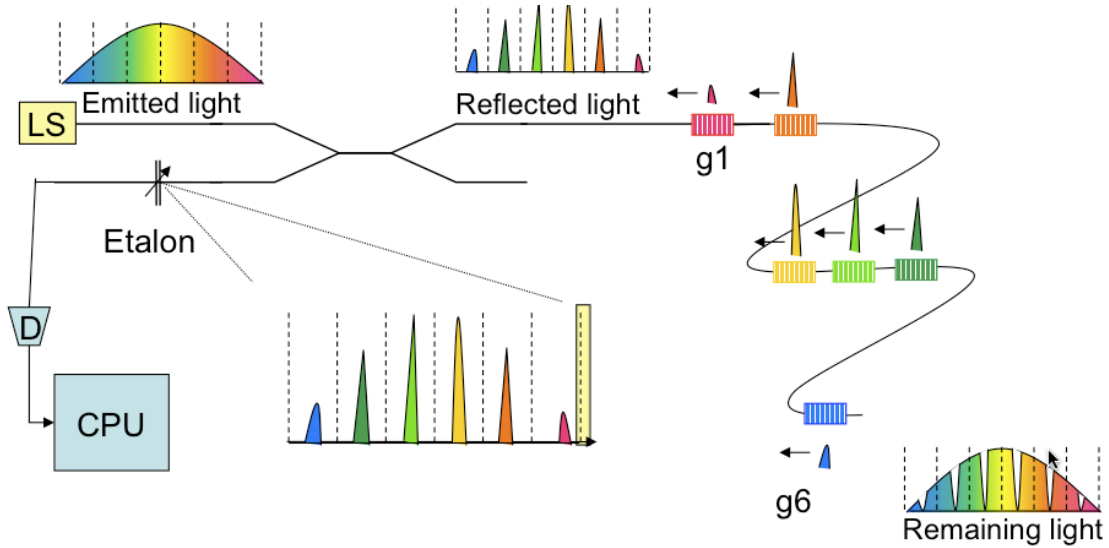 Emitted light
LS
Reflected light
g1
Etalon
D
CPU
g6
Remaining light